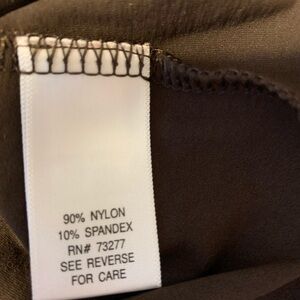 90% NYLON
10% SPANDEX
RN# 73277
SEE REVERSE
FOR CARE